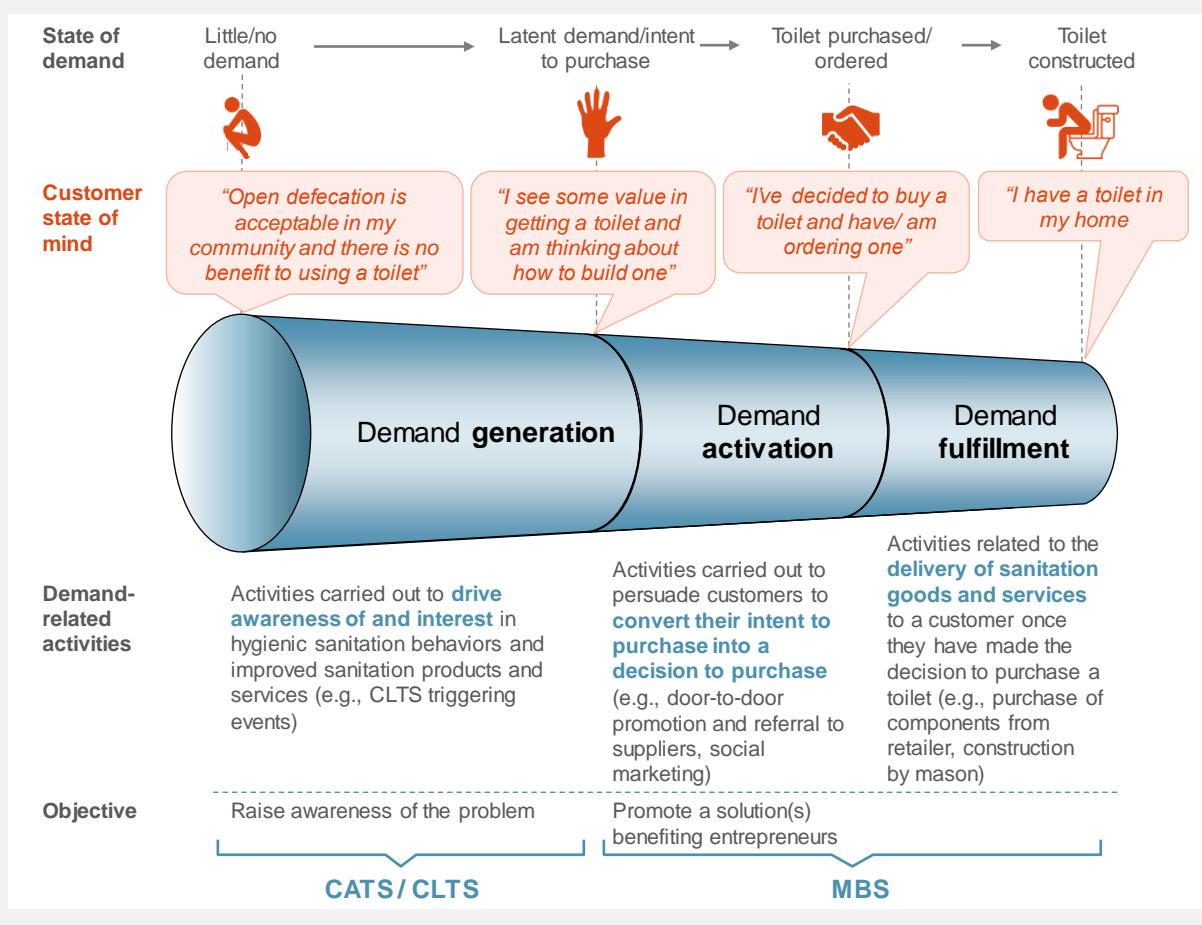 State of
demand
Little/no
demand
Latent demand/intent
to purchase
Toilet purchased/
ordered
Toilet
constructed
Customer
state of
mind
“Open defecation is
acceptable in my
community and there is no
benefit to using a toilet”
“I see some value in
getting a toilet and
am thinking about
how to build one”
“I’ve decided to buy a
toilet and have/ am
ordering one”
“I have a toilet in
my home
Demand generation
Demand
activation
Demand
fulfillment
Demand-
related
activities
Activities carried out to drive
awareness of and interest in
hygienic sanitation behaviors and
improved sanitation products and
services (e.g., CLTS triggering
events)
Activities carried out to
persuade customers to
convert their intent to
purchase into a
decision to purchase
(e.g., door-to-door
promotion and referral to
suppliers, social
marketing)
Activities related to the
delivery of sanitation
goods and services
to a customer once
they have made the
decision to purchase a
toilet (e.g., purchase of
components from
retailer, construction
by mason)
Objective
Raise awareness of the problem
Promote a solution(s)
benefiting entrepreneurs
CATS / CLTS
MBS